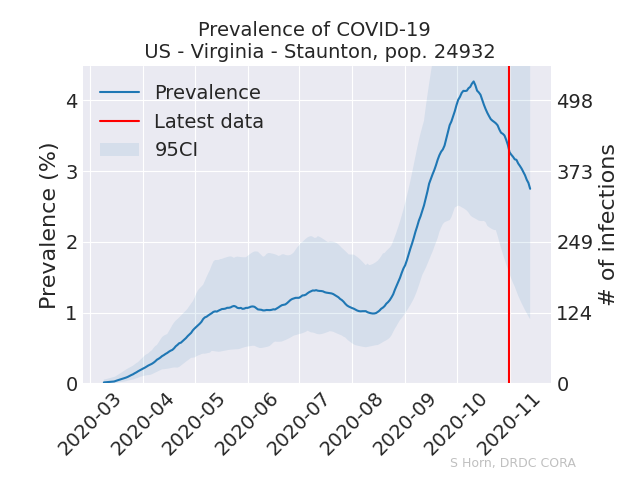 Prevalence of COVID-19
US - Virginia - Staunton, pop. 24932
Prevalence
Latest data
95CI
Prevalence (%)
4
3
2
1
0
498
373
249
124
0
# of infections
2020-03
2020-04
2020-05
2020-06
2020-07
2020-08
2020-09
2020-10
2020-11
S Horn, DRDC CORA